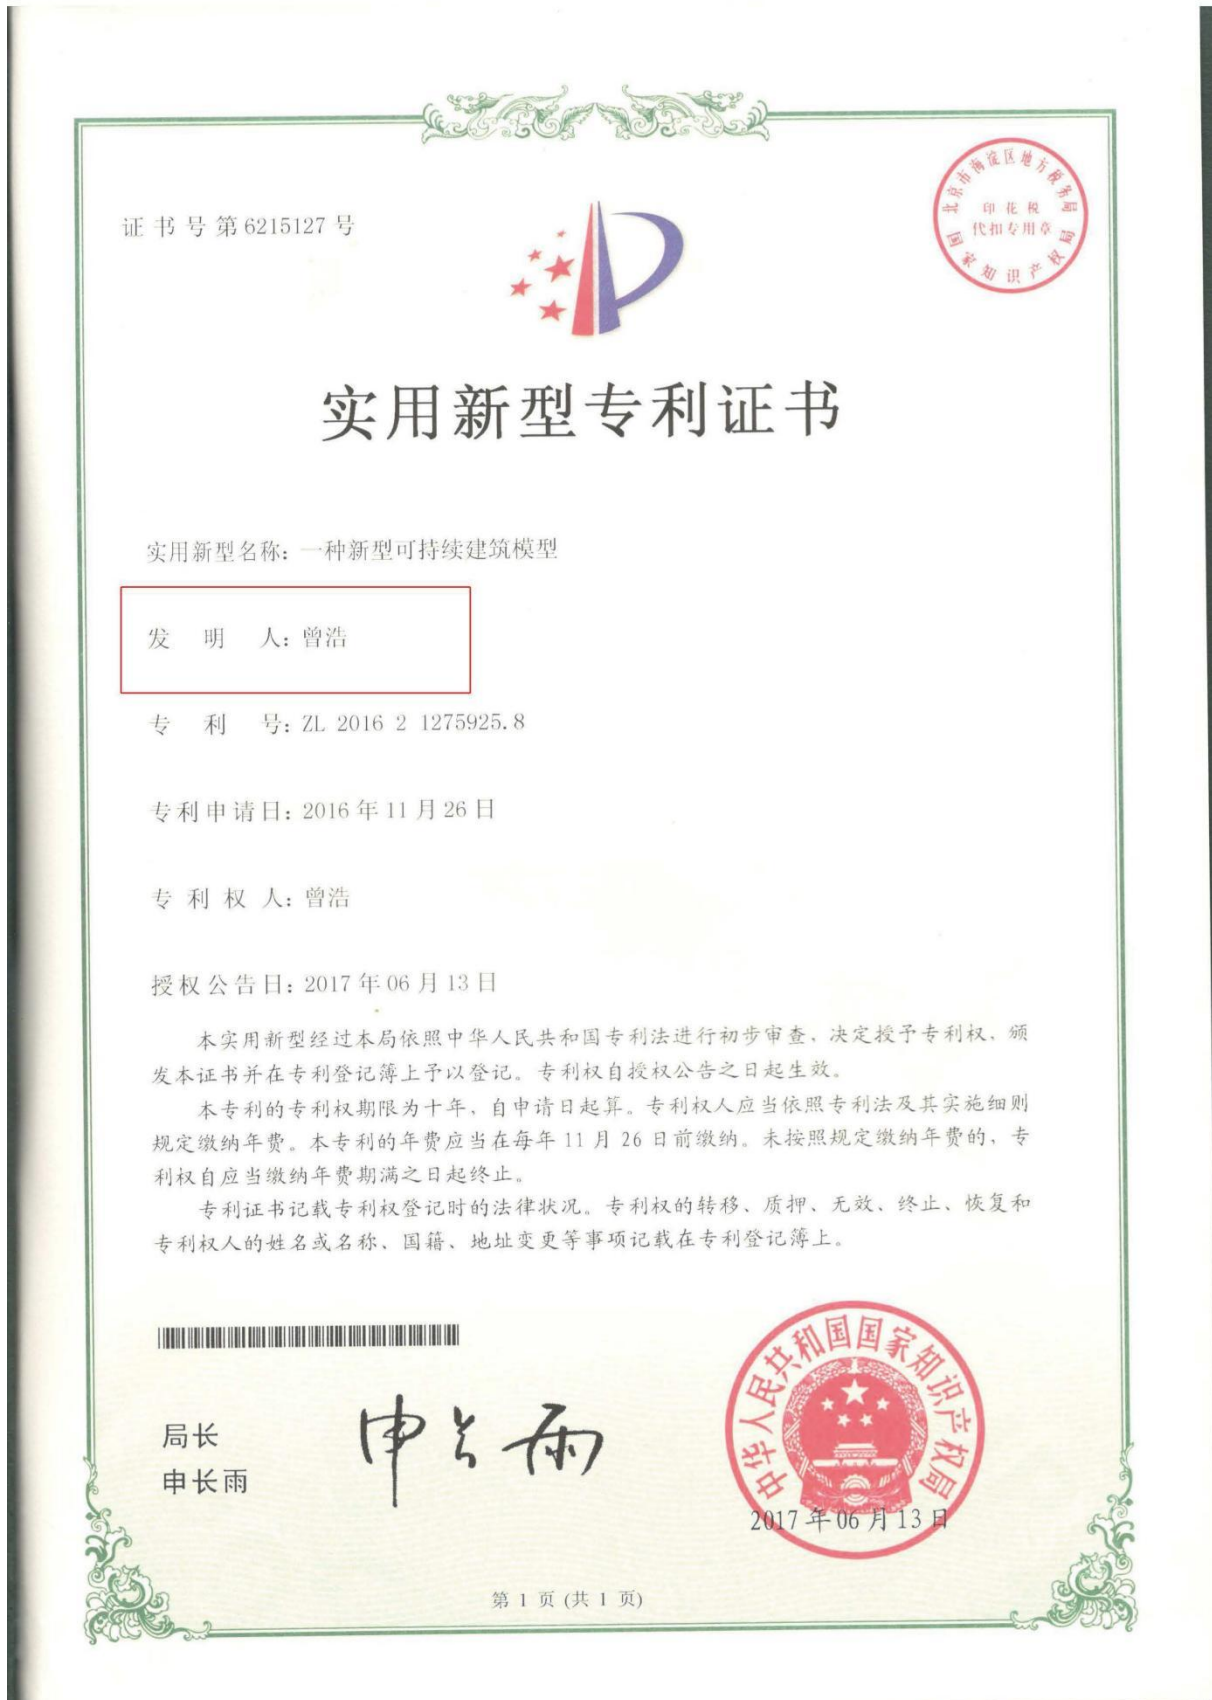 证书号第6215127号
北京市海淀区地方税务局
印花税
代扣专用章
国家知识产权局
实用新型专利证书
实用新型名称：一种新型可持续建筑模型
发明人：曾浩
专利号：ZL 2016 2 1275925.8
专利申请日：2016年11月26日
专利权人：曾浩
授权公告日：2017年06月13日
本实用新型经过本局依照中华人民共和国专利法进行初步审查，决定授予专利权，颁
发本证书并在专利登记簿上予以登记。专利权自授权公告之日起生效。
本专利的专利权期限为十年，自申请日起算。专利权人应当依照专利法及其实施细则
规定缴纳年费。本专利的年费应当在每年11月26日前缴纳。未按照规定缴纳年费的，专
利权自应当缴纳年费期满之日起终止。
专利证书记载专利权登记时的法律状况。专利权的转移、质押、无效、终止、恢复和
专利权人的姓名或名称、国籍、地址变更等事项记载在专利登记簿上。
局长
申长雨
申长雨
中华人民共和国国家知识产权局
2017年06月13日
第1页(共1页)